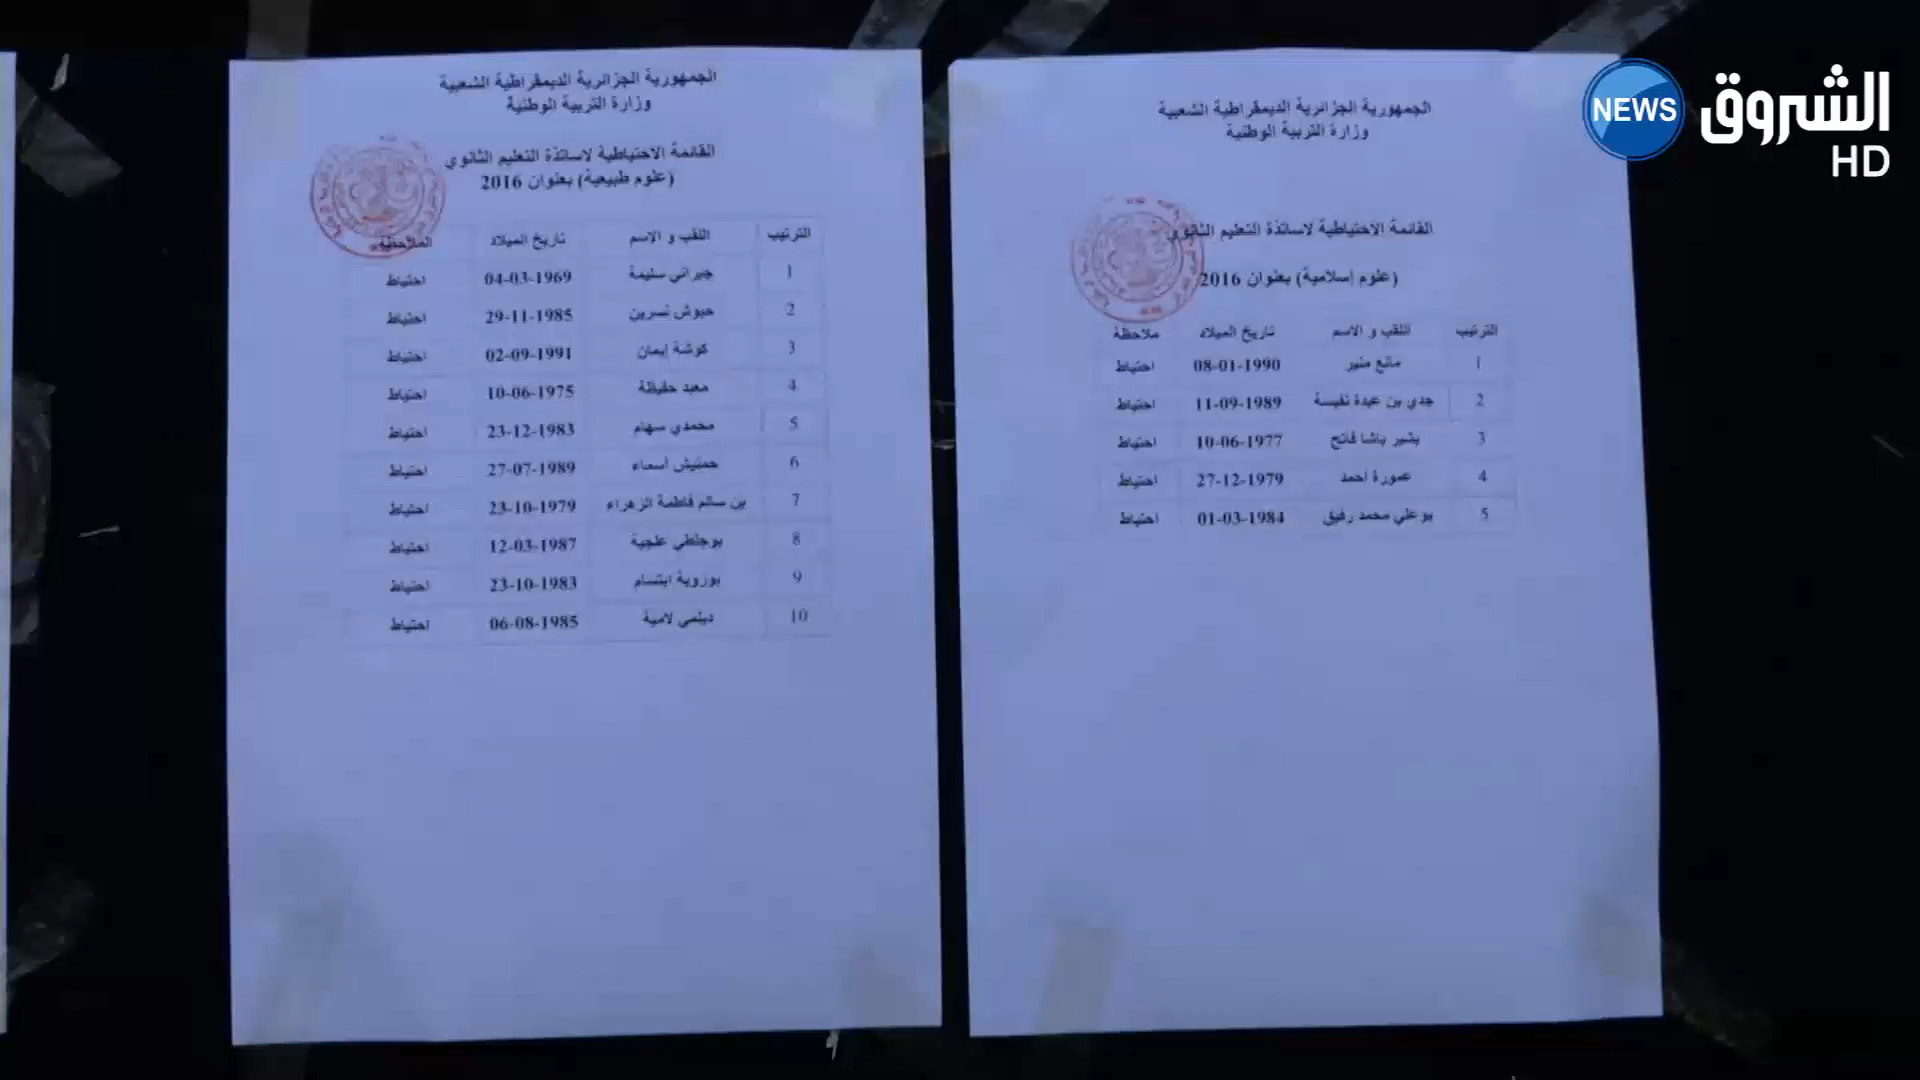 الجمهورية الجزائرية الديمقراطية الشعبية
وزارة التربية الوطنية
القائمة الاحتياطية لاساتذة التعليم الثانوي
(علوم طبيعية) بعنوان 2016
الترتيب اللقب و الاسم تاريخ الميلاد الملاحظة
1 جبراني سليمة 04-03-1969 احتياط
2 حبوش نسرين 29-11-1985 احتياط
3 كوشة إيمان 02-09-1991 احتياط
4 معبد حفيظة 10-06-1975 احتياط
5 محمدي سهام 23-12-1983 احتياط
6 حمنيش أسماء 27-07-1989 احتياط
7 بن سالم فاطمة الزهراء 23-10-1979 احتياط
8 بوجلطي علجية 12-03-1987 احتياط
9 بوزوية ابتسام 23-10-1983 احتياط
10 ديلمي لامية 06-08-1985 احتياط
الجمهورية الجزائرية الديمقراطية الشعبية
وزارة التربية الوطنية
القائمة الاحتياطية لاساتذة التعليم الثانوي
(علوم إسلامية) بعنوان 2016
الترتيب اللقب و الاسم تاريخ الميلاد ملاحظة
1 مانع منير 08-01-1990 احتياط
2 جدي بن عيدة نفيسة 11-09-1989 احتياط
3 بشير باشا فاتح 10-06-1977 احتياط
4 عمورة احمد 27-12-1979 احتياط
5 بوعلي محمد رفيق 01-03-1984 احتياط
الشروق NEWS
HD